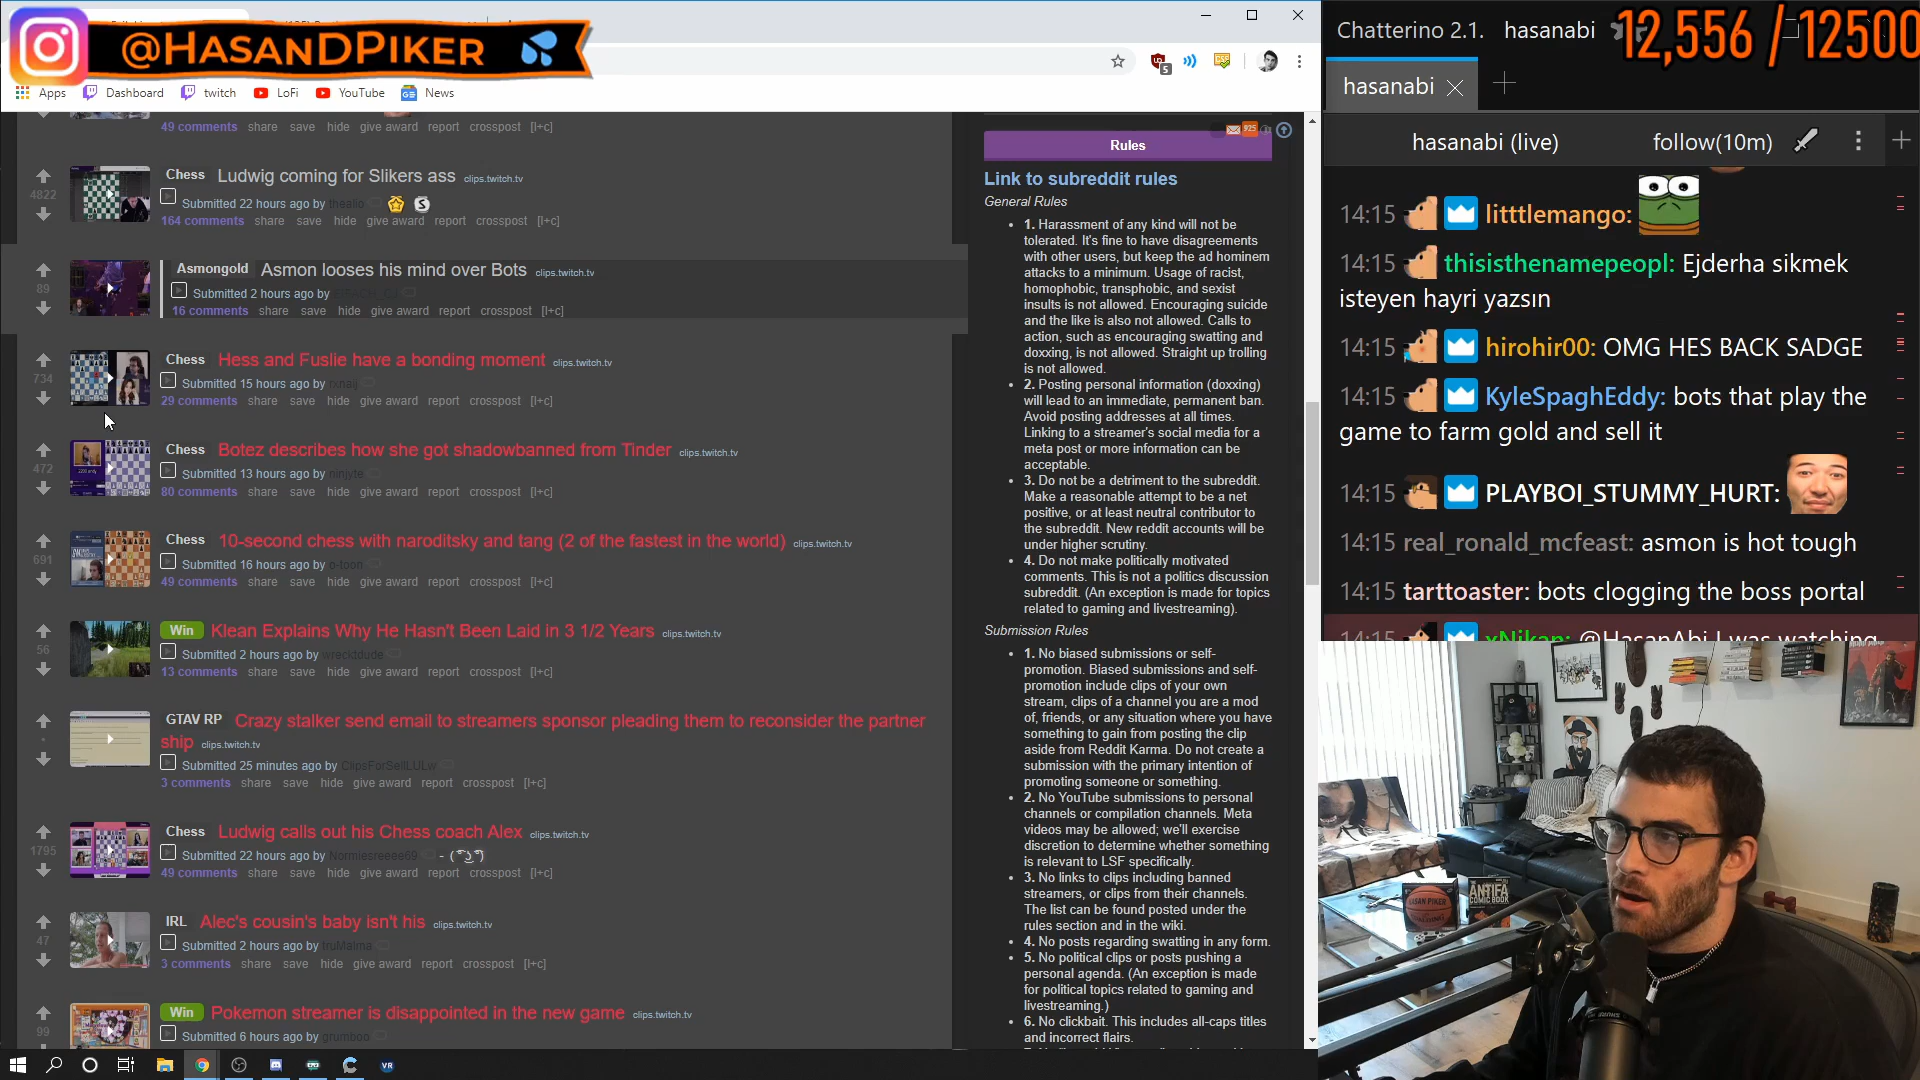 @HASANDPIKER
Apps
Dashboard
twitch
LoFi
YouTube
News
5
49 comments share save hide give award report crosspost [l+c]
4822
Chess Ludwig coming for Slikers ass clips.twitch.tv
Submitted 22 hours ago by
S
164 comments share save hide give award report crosspost [l+c]
89
Asmongold Asmon looses his mind over Bots clips.twitch.tv
Submitted 2 hours ago by
16 comments share save hide give award report crosspost [l+c]
734
Chess Hess and Fuslie have a bonding moment clips.twitch.tv
Submitted 15 hours ago by
29 comments share save hide give award report crosspost [l+c]
472
Chess Botez describes how she got shadowbanned from Tinder clips.twitch.tv
Submitted 13 hours ago by ninjyte
80 comments share save hide give award report crosspost [l+c]
691
Chess 10-second chess with naroditsky and tang (2 of the fastest in the world) clips.twitch.tv
Submitted 16 hours ago by o-toon
49 comments share save hide give award report crosspost [l+c]
56
Win Klean Explains Why He Hasn't Been Laid in 3 1/2 Years clips.twitch.tv
Submitted 2 hours ago by wrecktdude
13 comments share save hide give award report crosspost [l+c]
GTAV RP Crazy stalker send email to streamers sponsor pleading them to reconsider the partner
ship clips.twitch.tv
Submitted 25 minutes ago by ClipsForSellLULw
3 comments share save hide give award report crosspost [l+c]
1795
Chess Ludwig calls out his Chess coach Alex clips.twitch.tv
Submitted 22 hours ago by Normiesreeee69 - ( ͡° ͜ʖ ͡°)
49 comments share save hide give award report crosspost [l+c]
47
IRL Alec's cousin's baby isn't his clips.twitch.tv
Submitted 2 hours ago by truMalma
3 comments share save hide give award report crosspost [l+c]
99
Win Pokemon streamer is disappointed in the new game clips.twitch.tv
Submitted 6 hours ago by grumboo
925
Rules
Link to subreddit rules
General Rules
1. Harassment of any kind will not be
tolerated. It's fine to have disagreements
with other users, but keep the ad hominem
attacks to a minimum. Usage of racist,
homophobic, transphobic, and sexist
insults is not allowed. Encouraging suicide
and the like is also not allowed. Calls to
action, such as encouraging swatting and
doxxing, is not allowed. Straight up trolling
is not allowed.
2. Posting personal information (doxxing)
will lead to an immediate, permanent ban.
Avoid posting addresses at all times.
Linking to a streamer's social media for a
meta post or more information can be
acceptable.
3. Do not be a detriment to the subreddit.
Make a reasonable attempt to be a net
positive, or at least neutral contributor to
the subreddit. New reddit accounts will be
under higher scrutiny.
4. Do not make politically motivated
comments. This is not a politics discussion
subreddit. (An exception is made for topics
related to gaming and livestreaming).
Submission Rules
1. No biased submissions or self-
promotion. Biased submissions and self-
promotion include clips of your own
stream, clips of a channel you are a mod
of, friends, or any situation where you have
something to gain from posting the clip
aside from Reddit Karma. Do not create a
submission with the primary intention of
promoting someone or something.
2. No YouTube submissions to personal
channels or compilation channels. Meta
videos may be allowed; we'll exercise
discretion to determine whether something
is relevant to LSF specifically.
3. No links to clips including banned
streamers, or clips from their channels.
The list can be found posted under the
rules section and in the wiki.
4. No posts regarding swatting in any form.
5. No political clips or posts pushing a
personal agenda. (An exception is made
for political topics related to gaming and
livestreaming.)
6. No clickbait. This includes all-caps titles
and incorrect flairs.
VR
Chatterino 2.1. hasanabi
12,556 /12500
hasanabi
hasanabi (live) follow(10m)
14:15 litttlemango:
14:15 thisisthenamepeopl: Ejderha sikmek
isteyen hayri yazsın
14:15 hirohir00: OMG HES BACK SADGE
14:15 KyleSpaghEddy: bots that play the
game to farm gold and sell it
14:15 PLAYBOI_STUMMY_HURT:
14:15 real_ronald_mcfeast: asmon is hot tough
14:15 tarttoaster: bots clogging the boss portal
14:15 xNikan: @HasanAbi I was watching
HASAN PIKER
THE
ANTIFA
COMIC BOOK